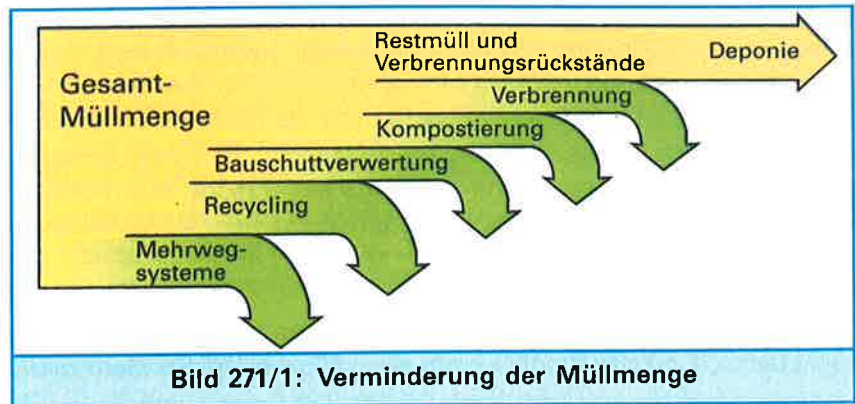 Restmüll und
Verbrennungsrückstände
Deponie
Gesamt-
Müllmenge
Verbrennung
Kompostierung
Bauschuttverwertung
Recycling
Mehrweg-
systeme
Bild 271/1: Verminderung der Müllmenge